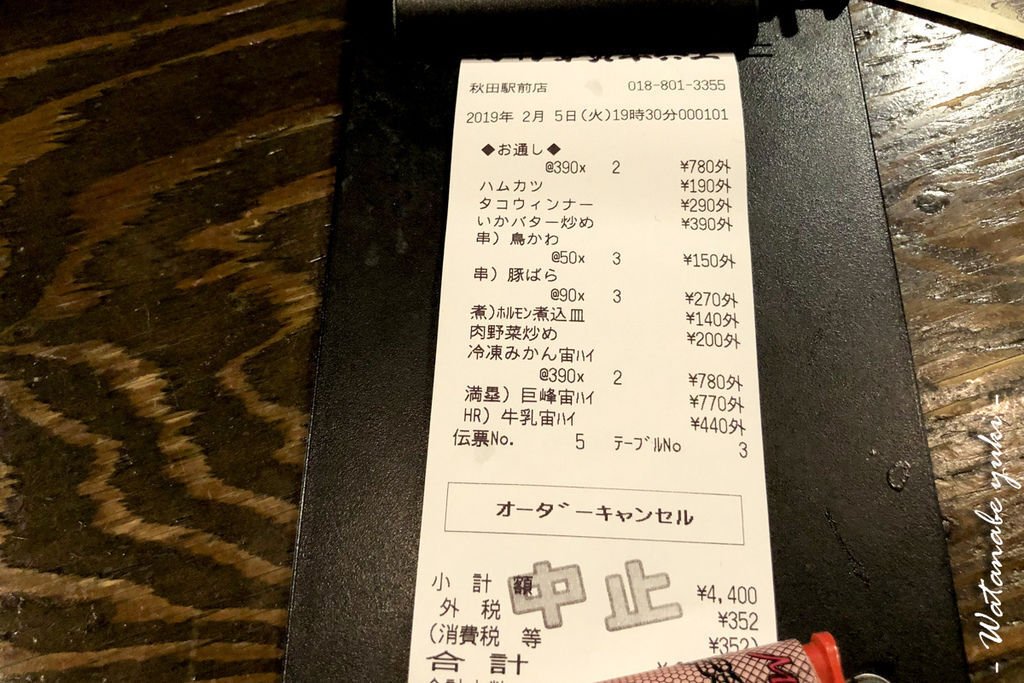 秋田駅前店 018-801-3355
2019年 2月 5日(火)19時30分000101
◆お通し◆
@390x 2 ¥780外
ハムカツ ¥190外
タコウィンナー ¥290外
いかバター炒め ¥390外
串) 鳥かわ
@50x 3 ¥150外
串) 豚ばら
@90x 3 ¥270外
煮)ﾎﾙﾓﾝ煮込皿 ¥140外
肉野菜炒め ¥200外
冷凍みかん宙ﾊｲ
@390x 2 ¥780外
満塁) 巨峰宙ﾊｲ ¥770外
HR) 牛乳宙ﾊｲ ¥440外
伝票No. 5 ﾃｰﾌﾞﾙNo 3
オーダーキャンセル
中止
小 計 額 ¥4,400
外 税 ¥352
(消費税 等 ¥352)
合 計
- Watanabe yuko -